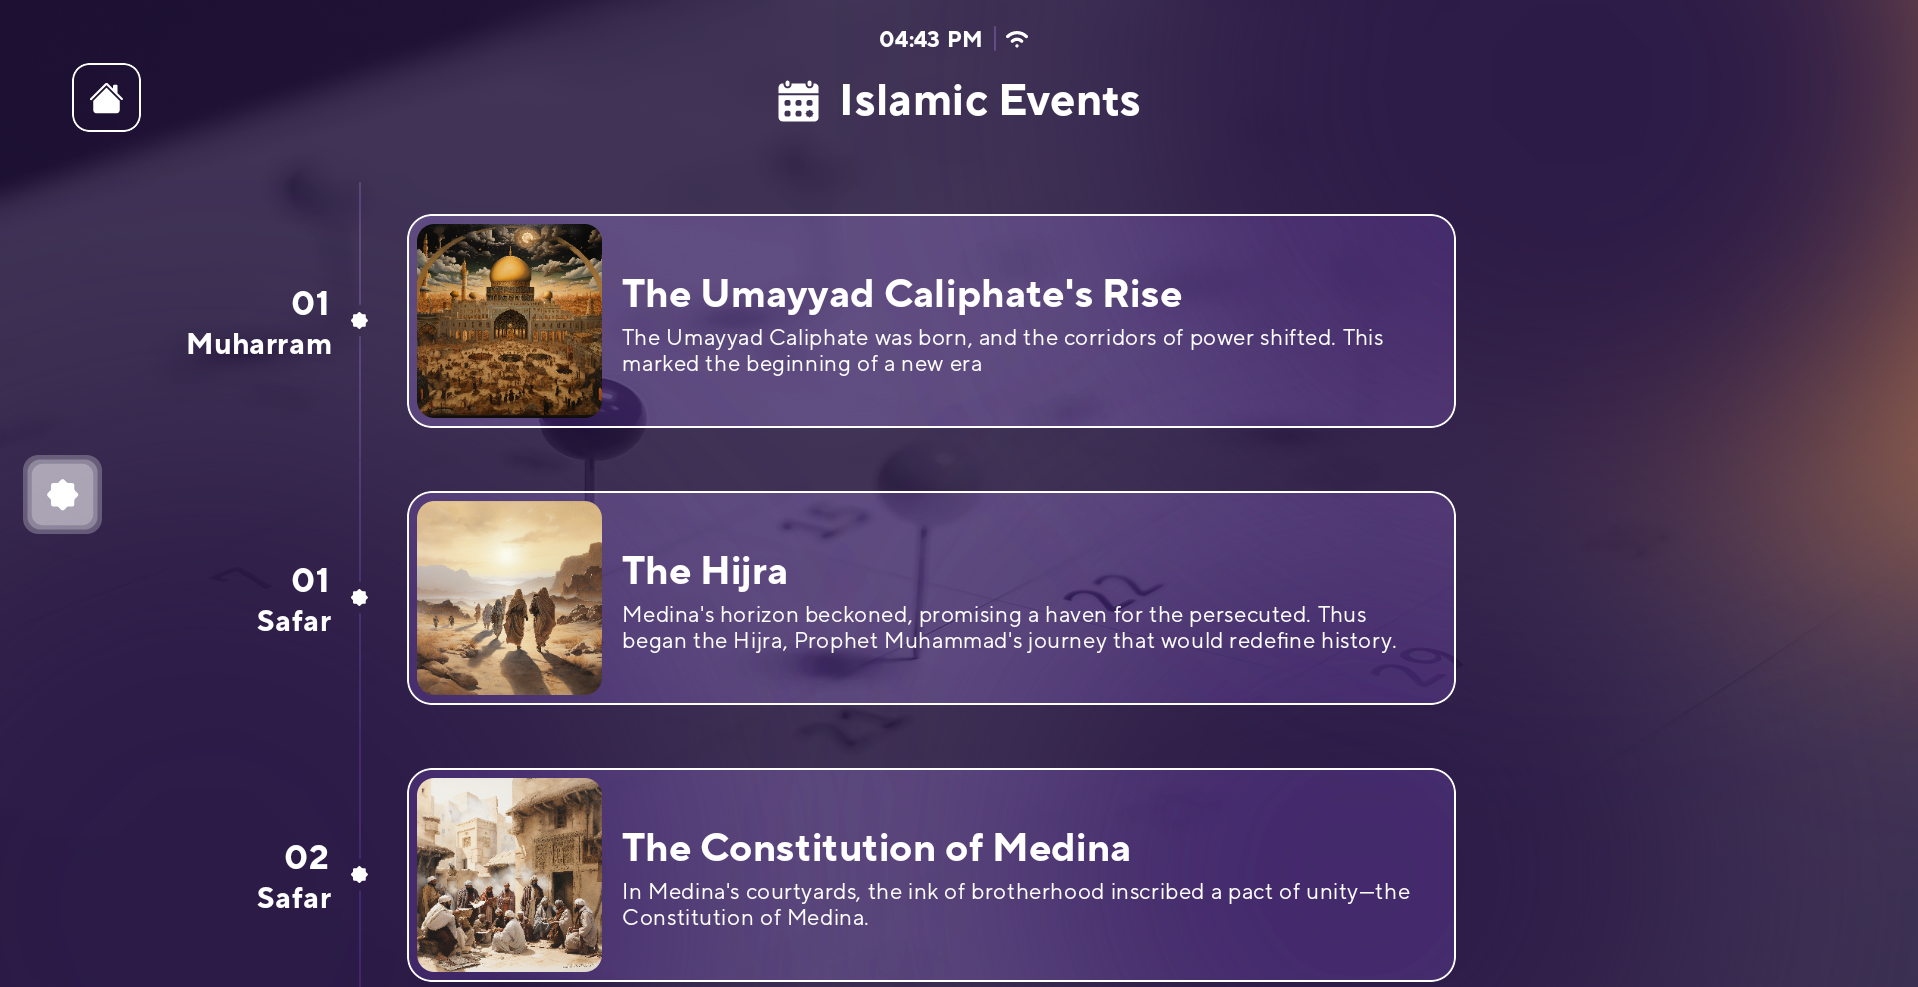 04:43 PM
Islamic Events
01
Muharram
The Umayyad Caliphate's Rise
The Umayyad Caliphate was born, and the corridors of power shifted. This
marked the beginning of a new era
01
Safar
The Hijra
Medina's horizon beckoned, promising a haven for the persecuted. Thus
began the Hijra, Prophet Muhammad's journey that would redefine history.
02
Safar
The Constitution of Medina
In Medina's courtyards, the ink of brotherhood inscribed a pact of unity—the
Constitution of Medina.